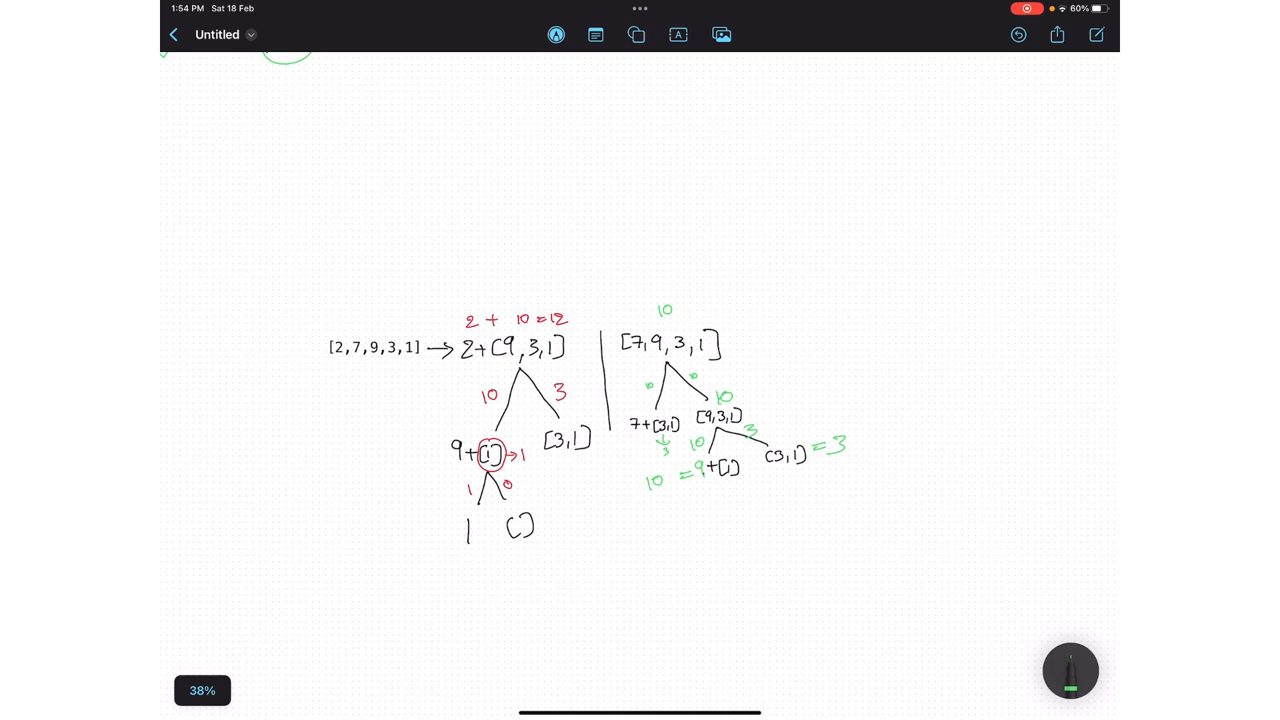 1:54 PM Sat 18 Feb
60%
Untitled
A
2 + 10 = 12
10
[2,7,9,3,1] → 2+[9,3,1]
[7,9,3,1]
10 3
10 10
10
7+[3,1] [9,3,1]
3
10 3
9+[1] → 1 [3,1]
10 = 9+[1] [3,1] = 3
1 0
1 []
38%